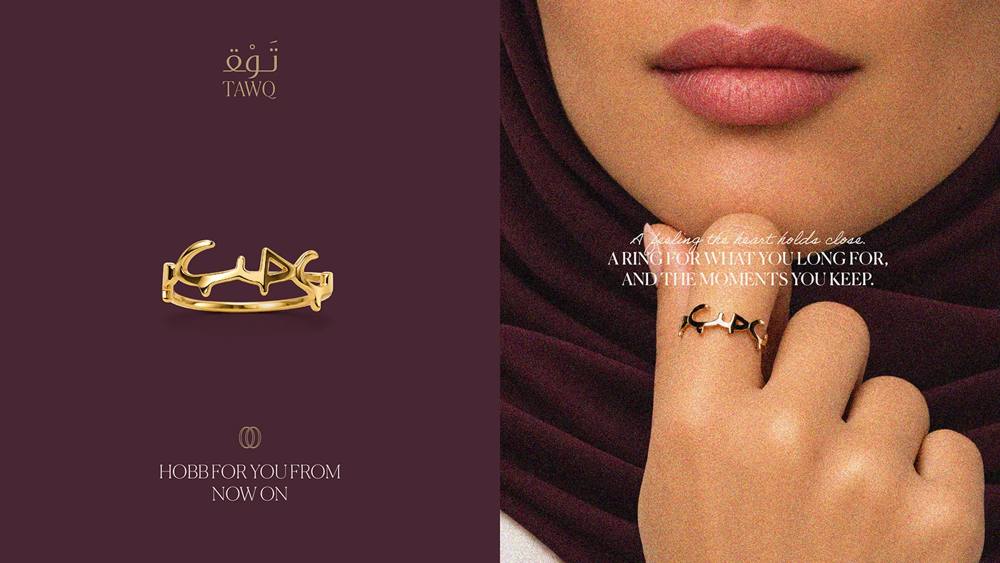 تَوْق
TAWQ
HOBB FOR YOU FROM
NOW ON
A feeling the heart holds close.
A RING FOR WHAT YOU LONG FOR,
AND THE MOMENTS YOU KEEP.